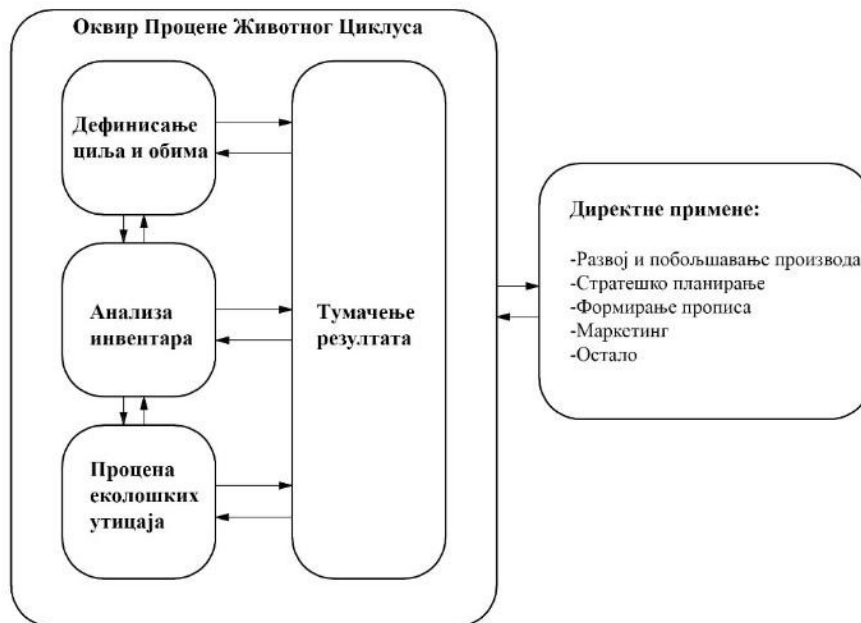 Оквир Процене Животног Циклуса
Дефинисање
циља и обима
Анализа
инвентара
Процена
еколошких
утицаја
Тумачење
резултата
Директне примене:
-Развој и побољшавање производа
-Стратешко планирање
-Формирање прописа
-Маркетинг
-Остало